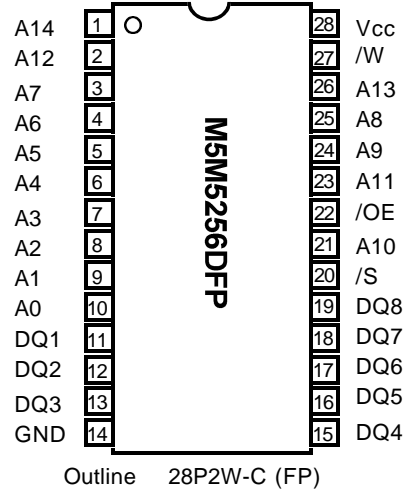 A14 1 28 Vcc
A12 2 27 /W
A7 3 26 A13
A6 4 25 A8
A5 5 24 A9
A4 6 23 A11
A3 7 22 /OE
A2 8 21 A10
A1 9 20 /S
A0 10 19 DQ8
DQ1 11 18 DQ7
DQ2 12 17 DQ6
DQ3 13 16 DQ5
GND 14 15 DQ4
M5M5256DFP
Outline 28P2W-C (FP)